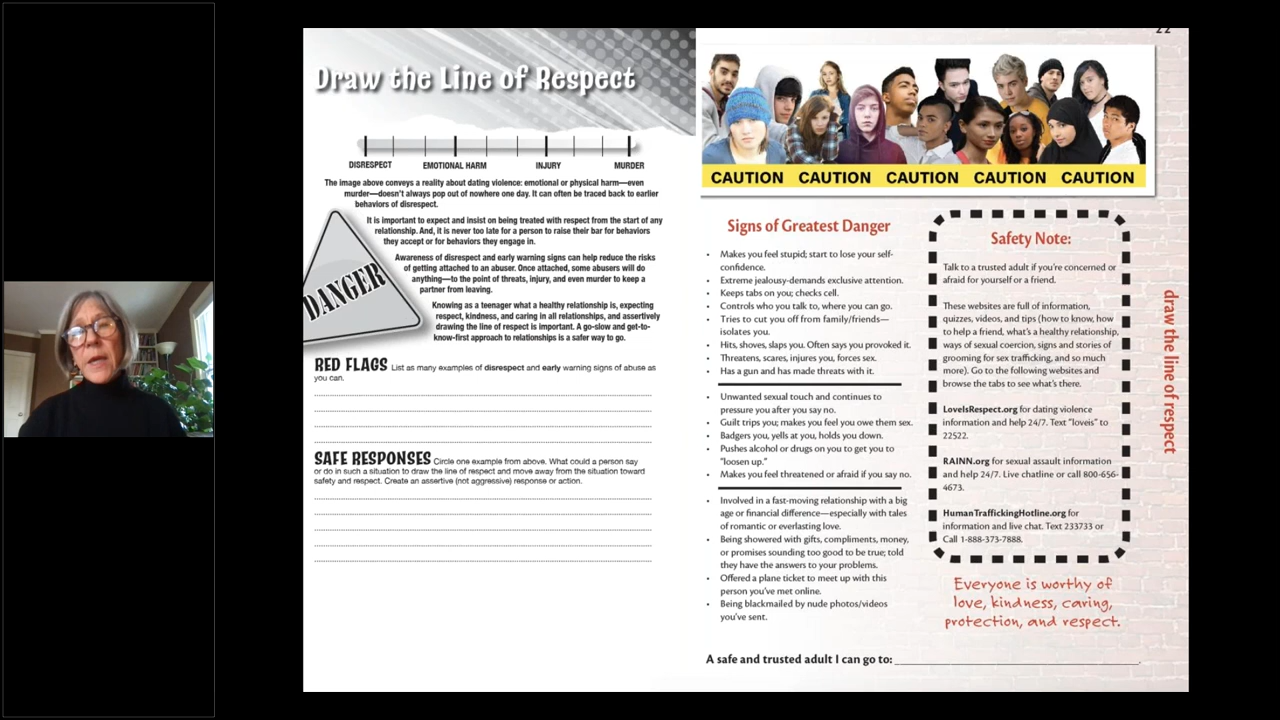 Draw the Line of Respect
DISRESPECT EMOTIONAL HARM INJURY MURDER
The image above conveys a reality about dating violence: emotional or physical harm—even
murder—doesn't always pop out of nowhere one day. It can often be traced back to earlier
behaviors of disrespect.
It is important to expect and insist on being treated with respect from the start of any
relationship. And, it is never too late for a person to raise their bar for behaviors
they accept or for behaviors they engage in.
Awareness of disrespect and early warning signs can help reduce the risks
of getting attached to an abuser. Once attached, some abusers will do
anything—to the point of threats, injury, and even murder to keep a
partner from leaving.
DANGER
Knowing as a teenager what a healthy relationship is, expecting
respect, kindness, and caring in all relationships, and assertively
drawing the line of respect is important. A go-slow and get-to-
know-first approach to relationships is a safer way to go.
RED FLAGS List as many examples of disrespect and early warning signs of abuse as
you can.
SAFE RESPONSES Circle one example from above. What could a person say
or do in such a situation to draw the line of respect and move away from the situation toward
safety and respect. Create an assertive (not aggressive) response or action.
22
CAUTION CAUTION CAUTION CAUTION CAUTION
Signs of Greatest Danger
• Makes you feel stupid; start to lose your self-
confidence.
• Extreme jealousy-demands exclusive attention.
• Keeps tabs on you; checks cell.
• Controls who you talk to, where you can go.
• Tries to cut you off from family/friends—
isolates you.
• Hits, shoves, slaps you. Often says you provoked it.
• Threatens, scares, injures you, forces sex.
• Has a gun and has made threats with it.
• Unwanted sexual touch and continues to
pressure you after you say no.
• Guilt trips you; makes you feel you owe them sex.
• Badgers you, yells at you, holds you down.
• Pushes alcohol or drugs on you to get you to
"loosen up."
• Makes you feel threatened or afraid if you say no.
• Involved in a fast-moving relationship with a big
age or financial difference—especially with tales
of romantic or everlasting love.
• Being showered with gifts, compliments, money,
or promises sounding too good to be true; told
they have the answers to your problems.
• Offered a plane ticket to meet up with this
person you've met online.
• Being blackmailed by nude photos/videos
you've sent.
Safety Note:
Talk to a trusted adult if you're concerned or
afraid for yourself or a friend.
These websites are full of information,
quizzes, videos, and tips (how to know, how
to help a friend, what's a healthy relationship,
ways of sexual coercion, signs and stories of
grooming for sex trafficking, and so much
more). Go to the following websites and
browse the tabs to see what's there.
LoveIsRespect.org for dating violence
information and help 24/7. Text "loveis" to
22522.
RAINN.org for sexual assault information
and help 24/7. Live chatline or call 800-656-
4673.
HumanTraffickingHotline.org for
information and live chat. Text 233733 or
Call 1-888-373-7888.
Everyone is worthy of
love, kindness, caring,
protection, and respect.
draw the line of respect
A safe and trusted adult I can go to: